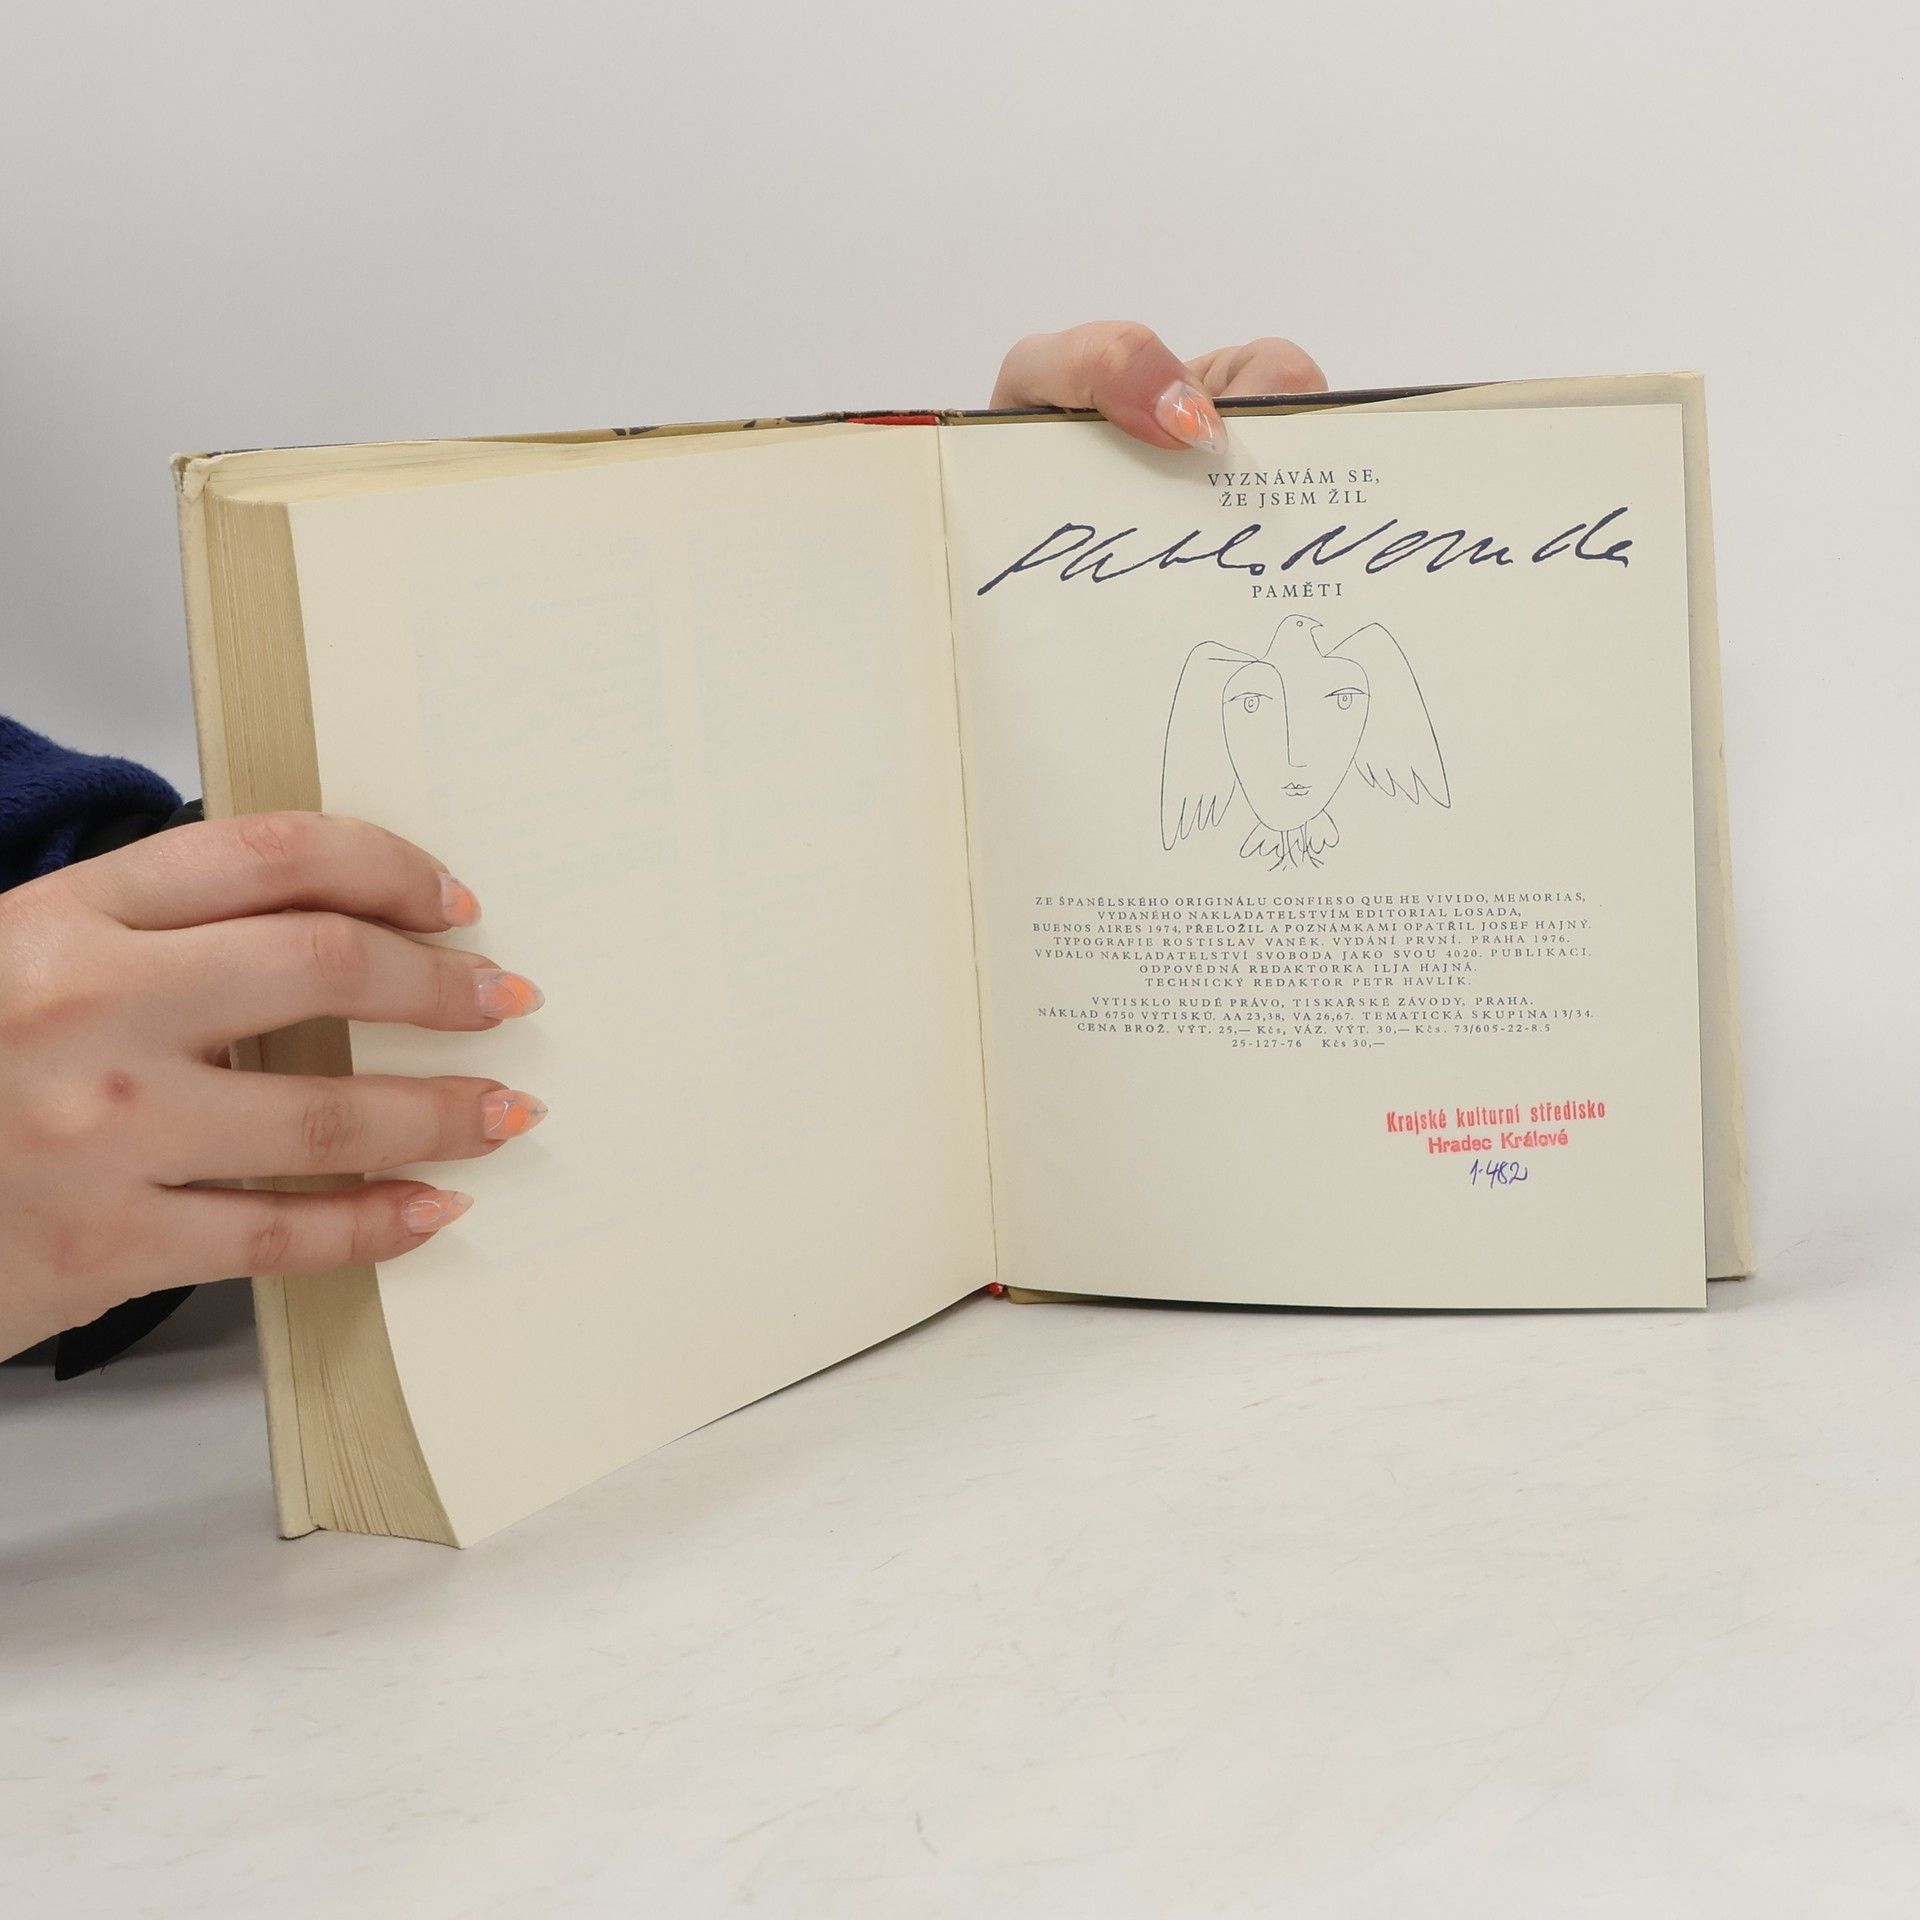 VYZNÁVÁM SE,
ŽE JSEM ŽIL
Pablo Neruda
PAMĚTI
ZE ŠPANĚLSKÉHO ORIGINÁLU CONFIESO QUE HE VIVIDO, MEMORIAS,
VYDANÉHO NAKLADATELSTVÍM EDITORIAL LOSADA,
BUENOS AIRES 1974, PŘELOŽIL A POZNÁMKAMI OPATŘIL JOSEF HAJNÝ.
TYPOGRAFIE ROSTISLAV VANĚK. VYDÁNÍ PRVNÍ. PRAHA 1976.
VYDALO NAKLADATELSTVÍ SVOBODA JAKO SVOU 4020. PUBLIKACI.
ODPOVĚDNÁ REDAKTORKA ILJA HAJNÁ.
TECHNICKÝ REDAKTOR PETR HAVLÍK.
VYTISKLO RUDÉ PRÁVO, TISKAŘSKÉ ZÁVODY, PRAHA.
NÁKLAD 6750 VÝTISKŮ. AA 23,38, VA 26,67. TEMATICKÁ SKUPINA 13/34.
CENA BROŽ. VÝT. 25,— Kčs, VÁZ. VÝT. 30,— Kčs. 73/605-22-8.5
25-127-76 Kčs 30,—
Krajské kulturní středisko
Hradec Králové
1-482